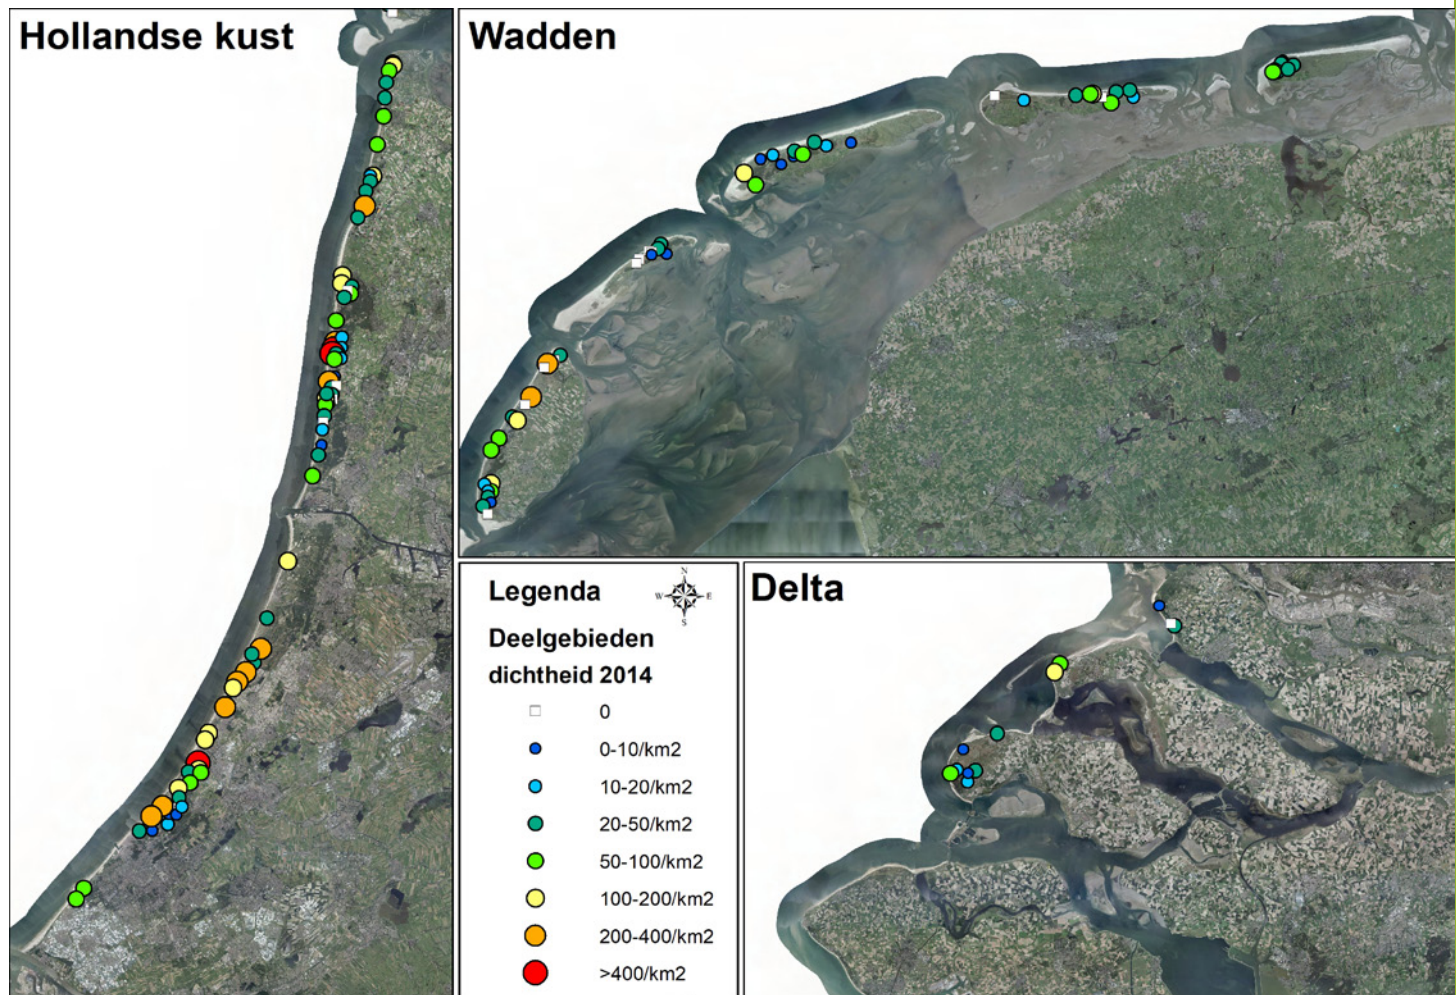 Hollandse kust
Wadden
Legenda
N
W E
S
Deelgebieden
dichtheid 2014
0
0-10/km2
10-20/km2
20-50/km2
50-100/km2
100-200/km2
200-400/km2
>400/km2
Delta